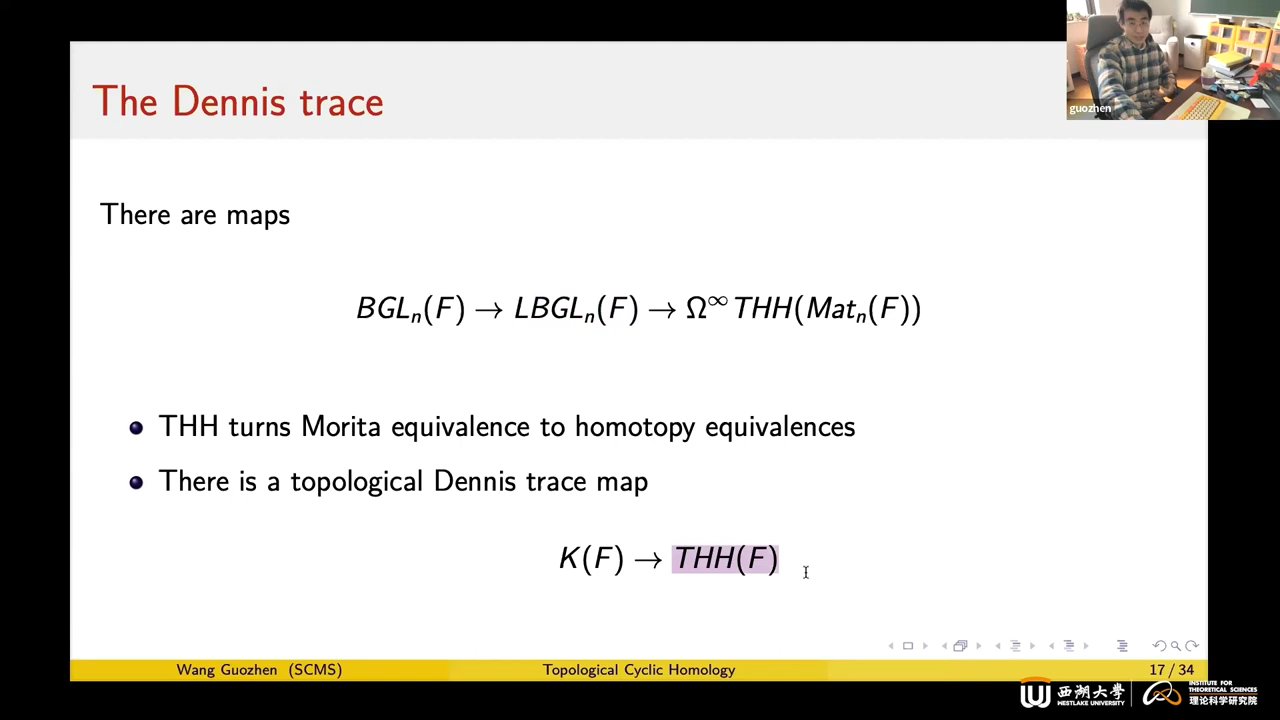 guozhen
The Dennis trace
There are maps
BGLₙ(F) → LBGLₙ(F) → Ω^∞ THH(Matₙ(F))
THH turns Morita equivalence to homotopy equivalences
There is a topological Dennis trace map
K(F) → THH(F)
Wang Guozhen (SCMS) Topological Cyclic Homology 17 / 34
西湖大學 WESTLAKE UNIVERSITY
INSTITUTE FOR THEORETICAL SCIENCES
理论科学研究院